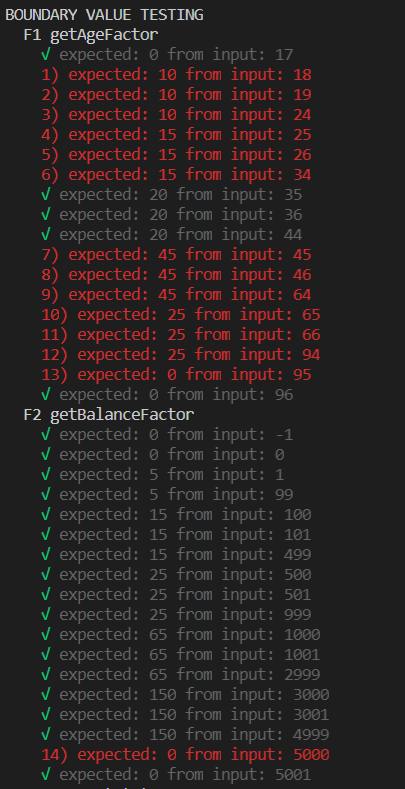 BOUNDARY VALUE TESTING
F1 getAgeFactor
√ expected: 0 from input: 17
1) expected: 10 from input: 18
2) expected: 10 from input: 19
3) expected: 10 from input: 24
4) expected: 15 from input: 25
5) expected: 15 from input: 26
6) expected: 15 from input: 34
√ expected: 20 from input: 35
√ expected: 20 from input: 36
√ expected: 20 from input: 44
7) expected: 45 from input: 45
8) expected: 45 from input: 46
9) expected: 45 from input: 64
10) expected: 25 from input: 65
11) expected: 25 from input: 66
12) expected: 25 from input: 94
13) expected: 0 from input: 95
√ expected: 0 from input: 96
F2 getBalanceFactor
√ expected: 0 from input: -1
√ expected: 0 from input: 0
√ expected: 5 from input: 1
√ expected: 5 from input: 99
√ expected: 15 from input: 100
√ expected: 15 from input: 101
√ expected: 15 from input: 499
√ expected: 25 from input: 500
√ expected: 25 from input: 501
√ expected: 25 from input: 999
√ expected: 65 from input: 1000
√ expected: 65 from input: 1001
√ expected: 65 from input: 2999
√ expected: 150 from input: 3000
√ expected: 150 from input: 3001
√ expected: 150 from input: 4999
14) expected: 0 from input: 5000
√ expected: 0 from input: 5001